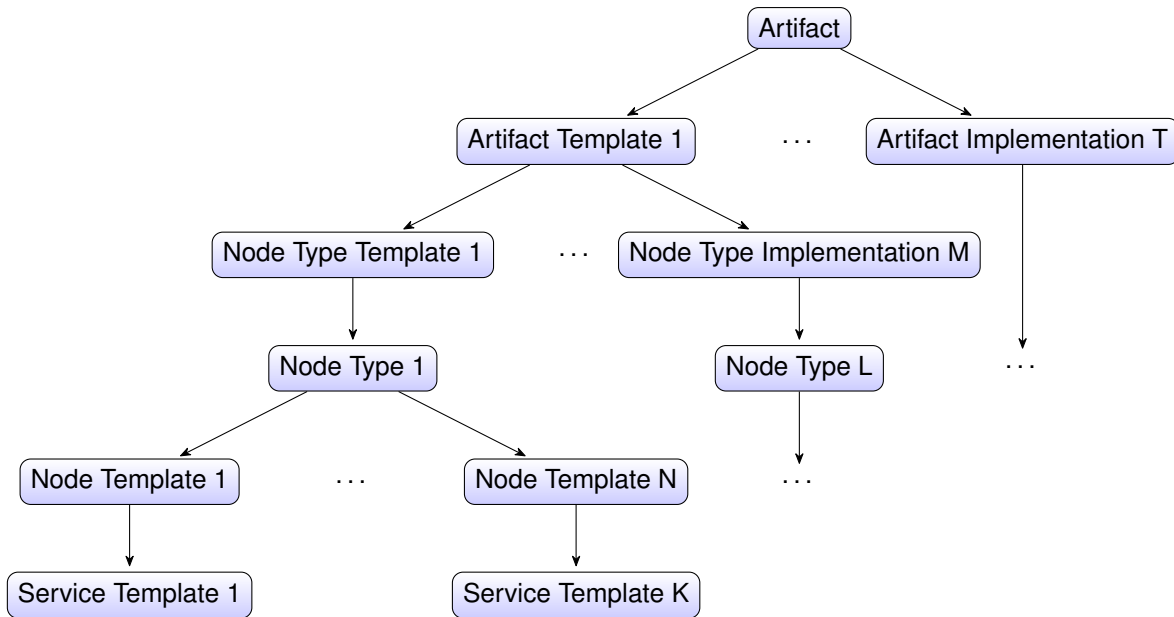 Artifact
Artifact Template 1
. . .
Artifact Implementation T
Node Type Template 1
. . .
Node Type Implementation M
Node Type 1
Node Type L
. . .
Node Template 1
. . .
Node Template N
. . .
Service Template 1
Service Template K